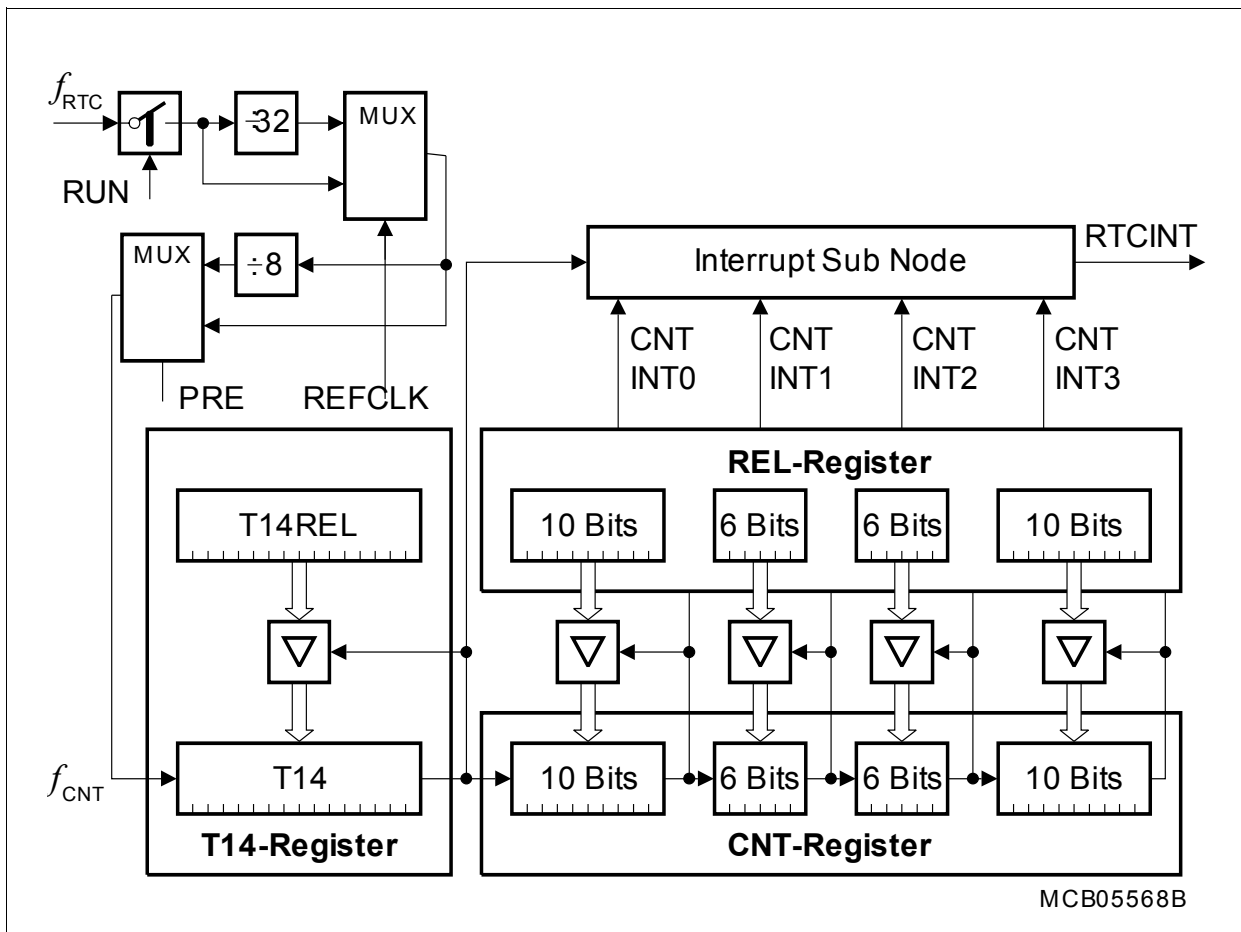 fRTC
÷32
MUX
RUN
MUX
÷8
Interrupt Sub Node
RTCINT
CNT INT0
CNT INT1
CNT INT2
CNT INT3
PRE
REFCLK
REL-Register
T14REL
10 Bits
6 Bits
6 Bits
10 Bits
fCNT
T14
10 Bits
6 Bits
6 Bits
10 Bits
T14-Register
CNT-Register
MCB05568B